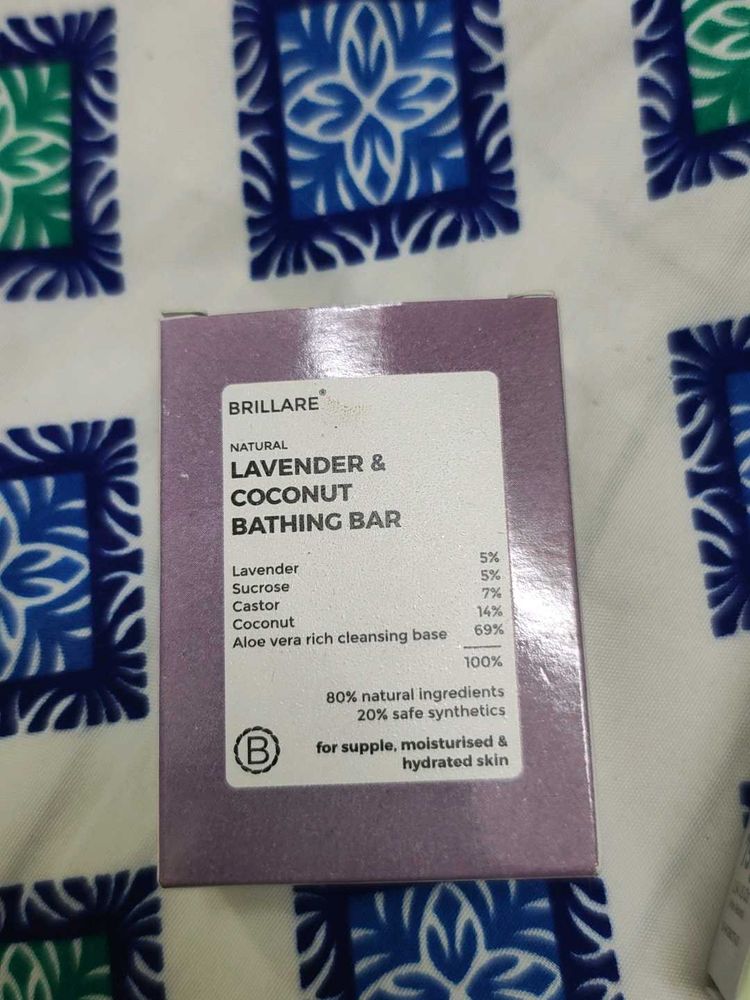 BRILLARE®
NATURAL
LAVENDER &
COCONUT
BATHING BAR
Lavender 5%
Sucrose 5%
Castor 7%
Coconut 14%
Aloe vera rich cleansing base 69%
100%
80% natural ingredients
20% safe synthetics
B
for supple, moisturised &
hydrated skin